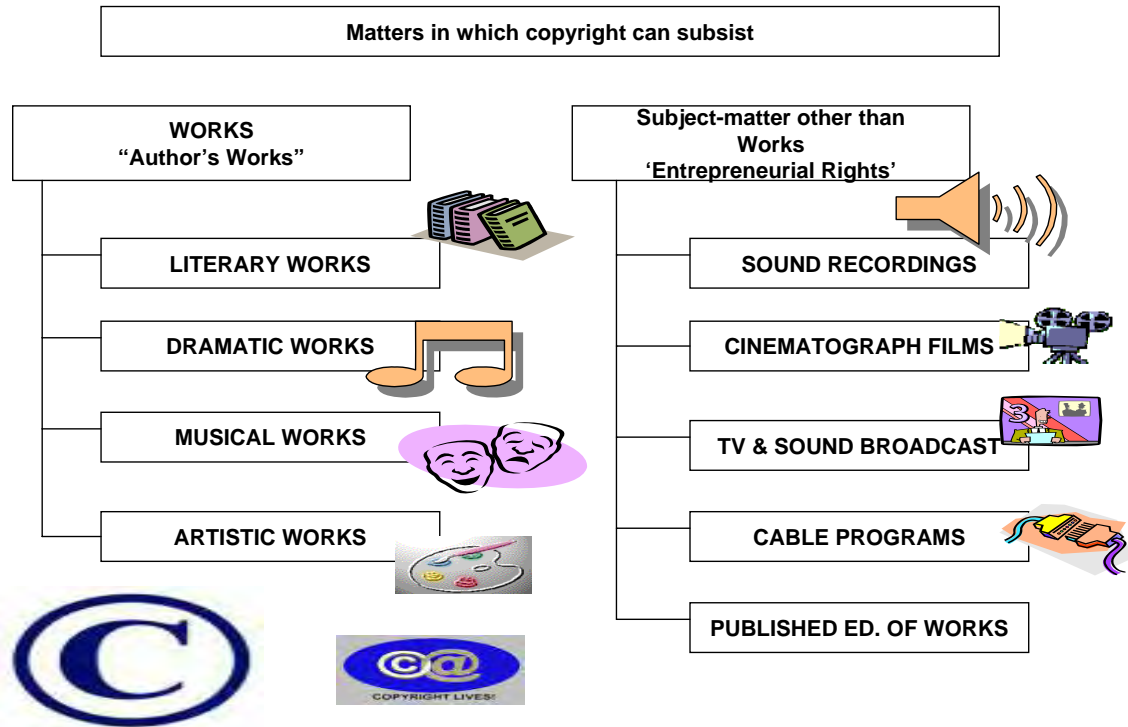 Matters in which copyright can subsist
WORKS
“Author’s Works”
LITERARY WORKS
DRAMATIC WORKS
MUSICAL WORKS
ARTISTIC WORKS
Subject-matter other than
Works
‘Entrepreneurial Rights’
SOUND RECORDINGS
CINEMATOGRAPH FILMS
TV & SOUND BROADCAST
3
CABLE PROGRAMS
PUBLISHED ED. OF WORKS
C
C@
COPYRIGHT LIVES!